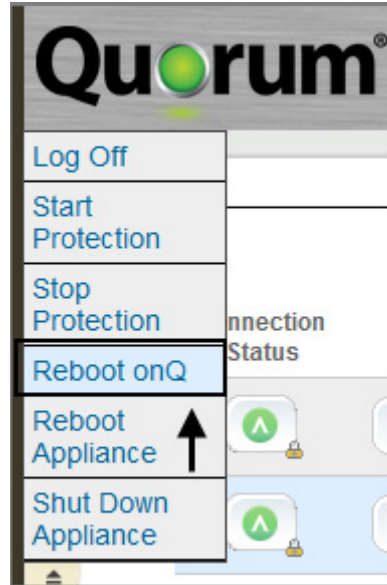 Quorum®
Log Off
Start
Protection
Stop
Protection
Reboot onQ
Reboot
Appliance
Shut Down
Appliance
nnection
Status